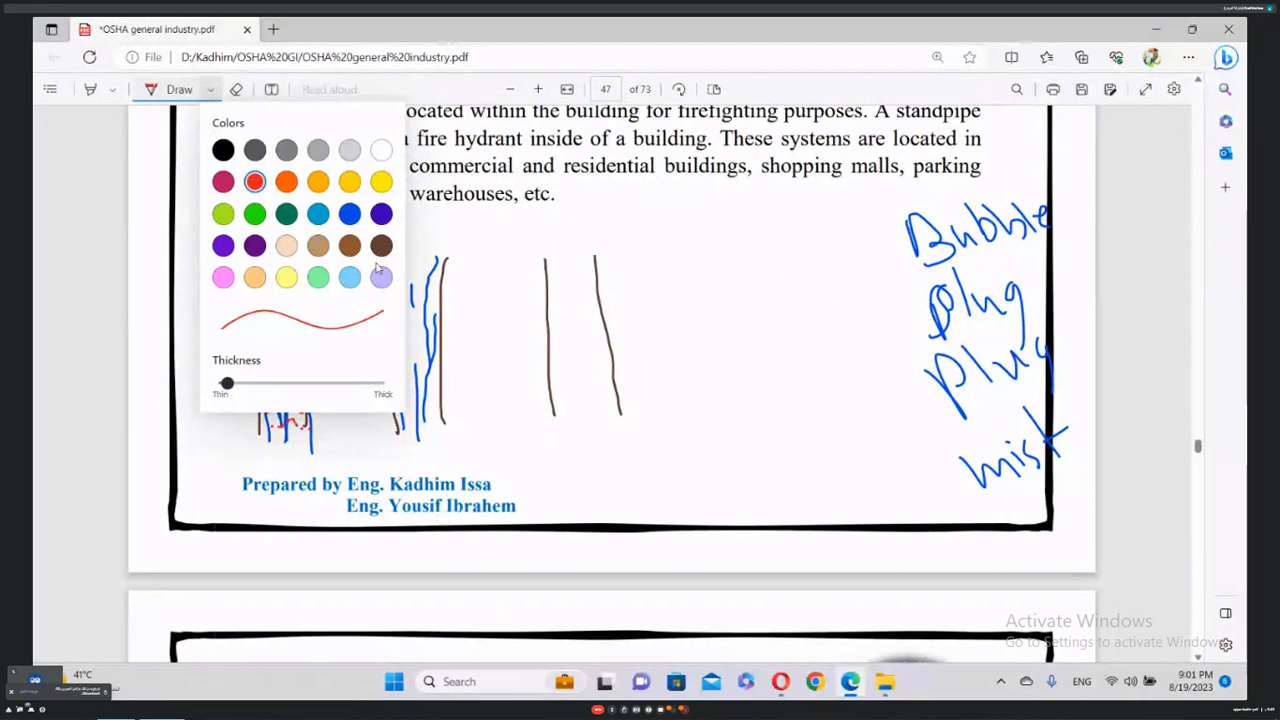 *OSHA general industry.pdf
File D:/Kadhim/OSHA%20GI/OSHA%20general%20industry.pdf
Draw Read aloud 47 of 73
Colors
Thickness
Thin Thick
ocated within the building for firefighting purposes. A standpipe
a fire hydrant inside of a building. These systems are located in
commercial and residential buildings, shopping malls, parking
warehouses, etc.
Bubble
plug
plug
mist
Prepared by Eng. Kadhim Issa
Eng. Yousif Ibrahem
Activate Windows
Go to Settings to activate Windows.
41°C
Search
ENG
9:01 PM
8/19/2023
6